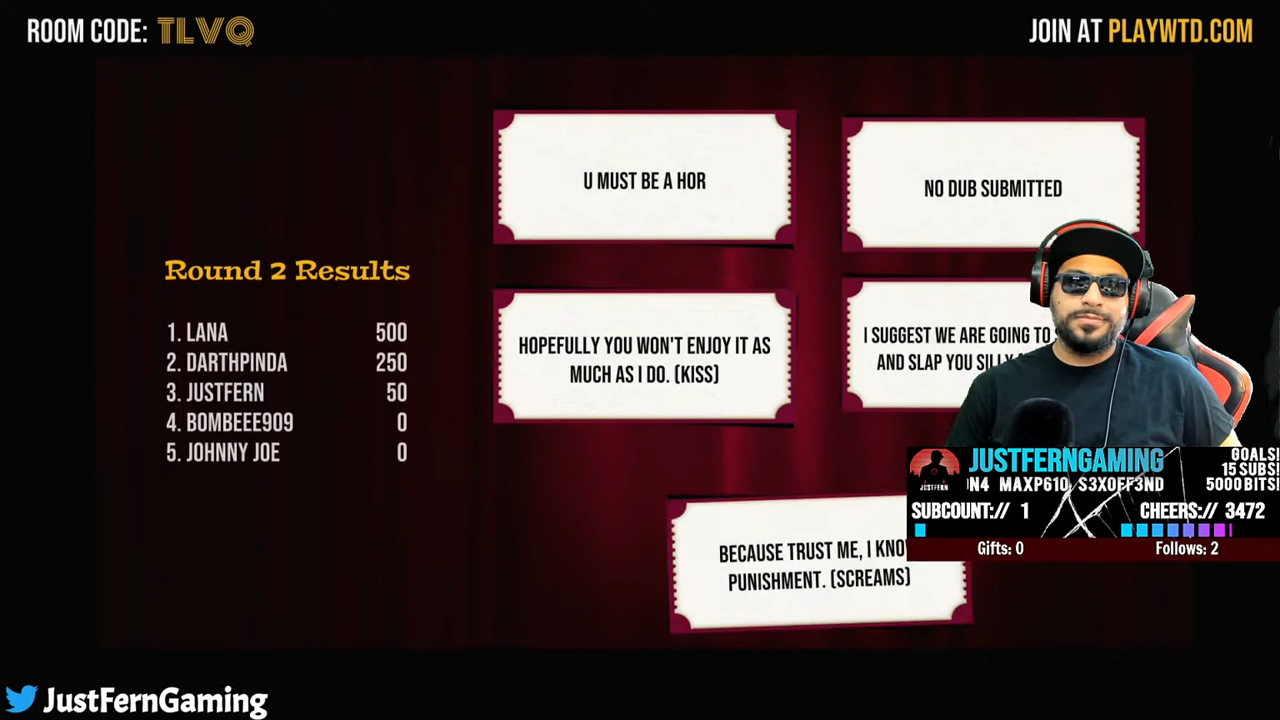 ROOM CODE: TLVQ
JOIN AT PLAYWTD.COM
U MUST BE A HOR
NO DUB SUBMITTED
Round 2 Results
1. LANA 500
2. DARTHPINDA 250
3. JUSTFERN 50
4. BOMBEEE909 0
5. JOHNNY JOE 0
HOPEFULLY YOU WON'T ENJOY IT AS
MUCH AS I DO. (KISS)
I SUGGEST WE ARE GOING TO
AND SLAP YOU SILLY
BECAUSE TRUST ME, I KNOW
PUNISHMENT. (SCREAMS)
JUSTFERN
JUSTFERNGAMING
N4 MAXP610 S3X0FF3ND
GOALS!
15 SUBS!
5000 BITS!
SUBCOUNT:// 1
CHEERS:// 3472
Gifts: 0
Follows: 2
JustFernGaming